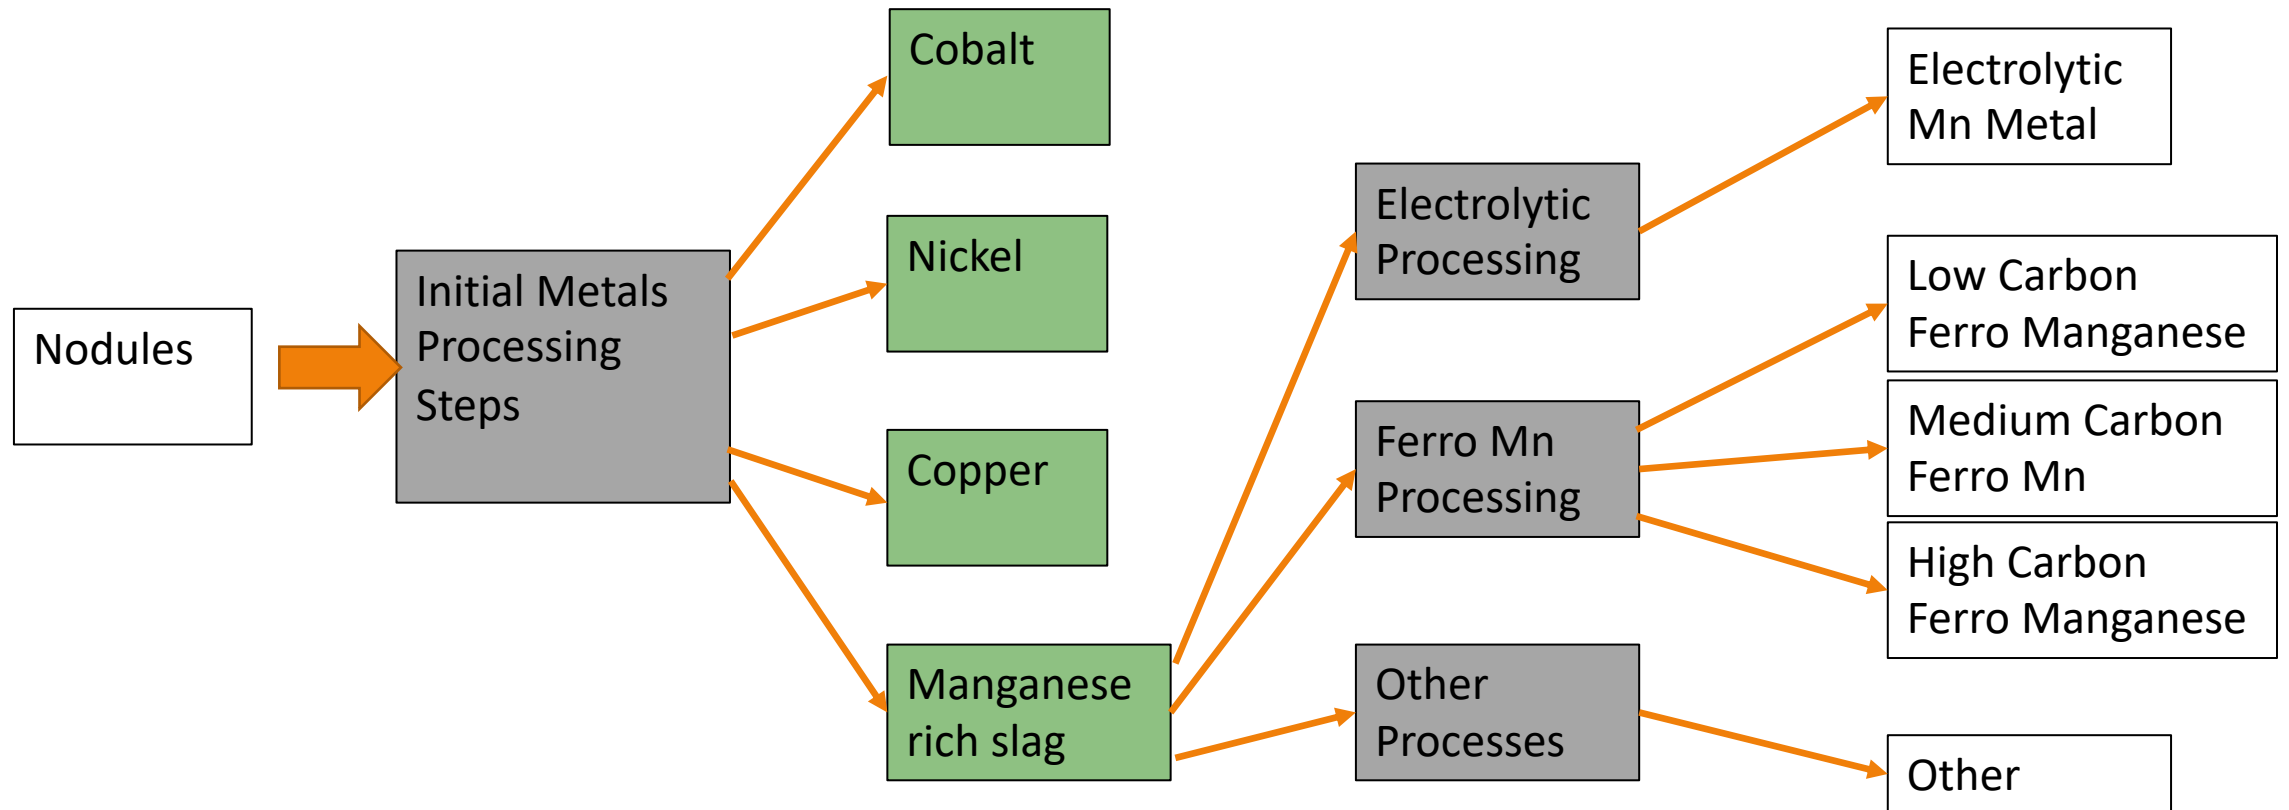 Nodules
Initial Metals
Processing
Steps
Cobalt
Nickel
Copper
Manganese
rich slag
Electrolytic
Processing
Ferro Mn
Processing
Other
Processes
Electrolytic
Mn Metal
Low Carbon
Ferro Manganese
Medium Carbon
Ferro Mn
High Carbon
Ferro Manganese
Other